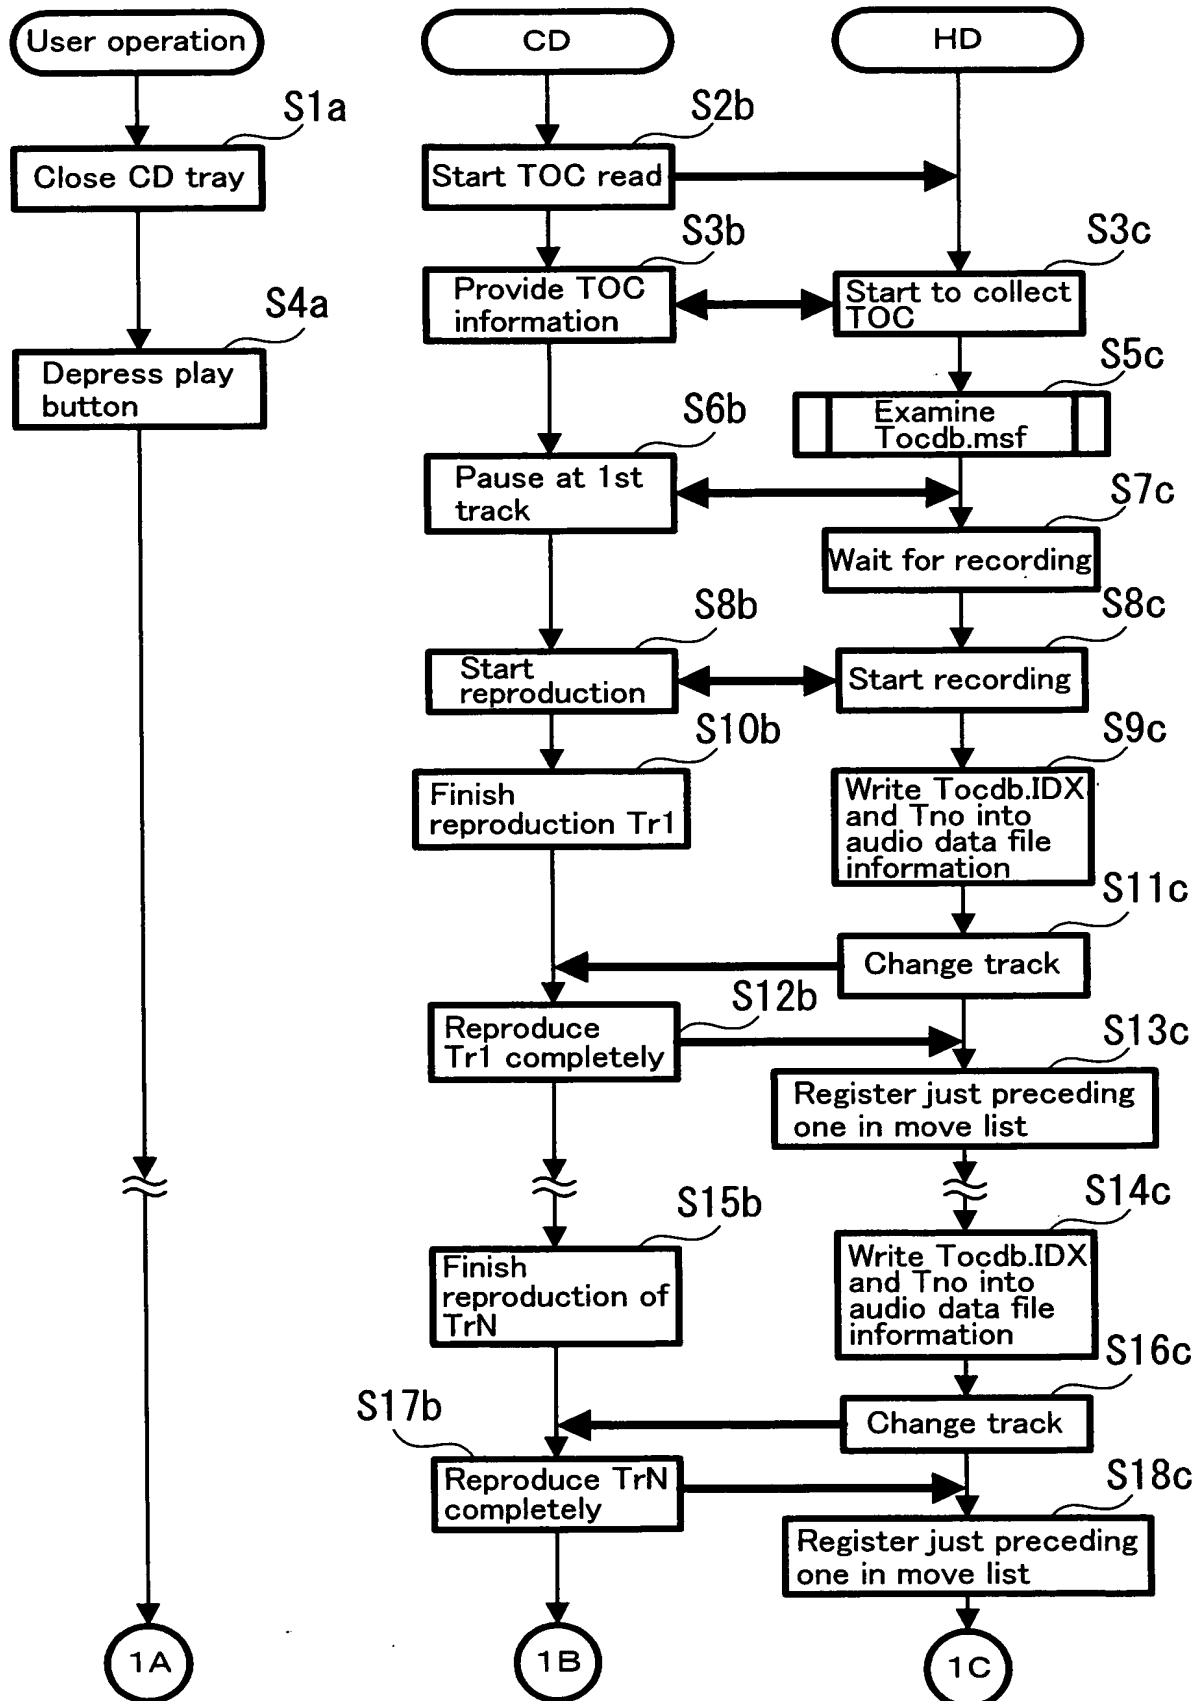 User operation
CD
HD
S1a
S2b
Close CD tray
Start TOC read
S3b
S3c
Provide TOC
information
Start to collect
TOC
S4a
Depress play
button
S5c
Examine
Tocdb.msf
S6b
Pause at 1st
track
S7c
Wait for recording
S8b
S8c
Start
reproduction
Start recording
S10b
S9c
Finish
reproduction Tr1
Write Tocdb.IDX
and Tno into
audio data file
information
S11c
Change track
S12b
Reproduce
Tr1 completely
S13c
Register just preceding
one in move list
S15b
S14c
Finish
reproduction of
TrN
Write Tocdb.IDX
and Tno into
audio data file
information
S16c
Change track
S17b
Reproduce TrN
completely
S18c
Register just preceding
one in move list
1A
1B
1C